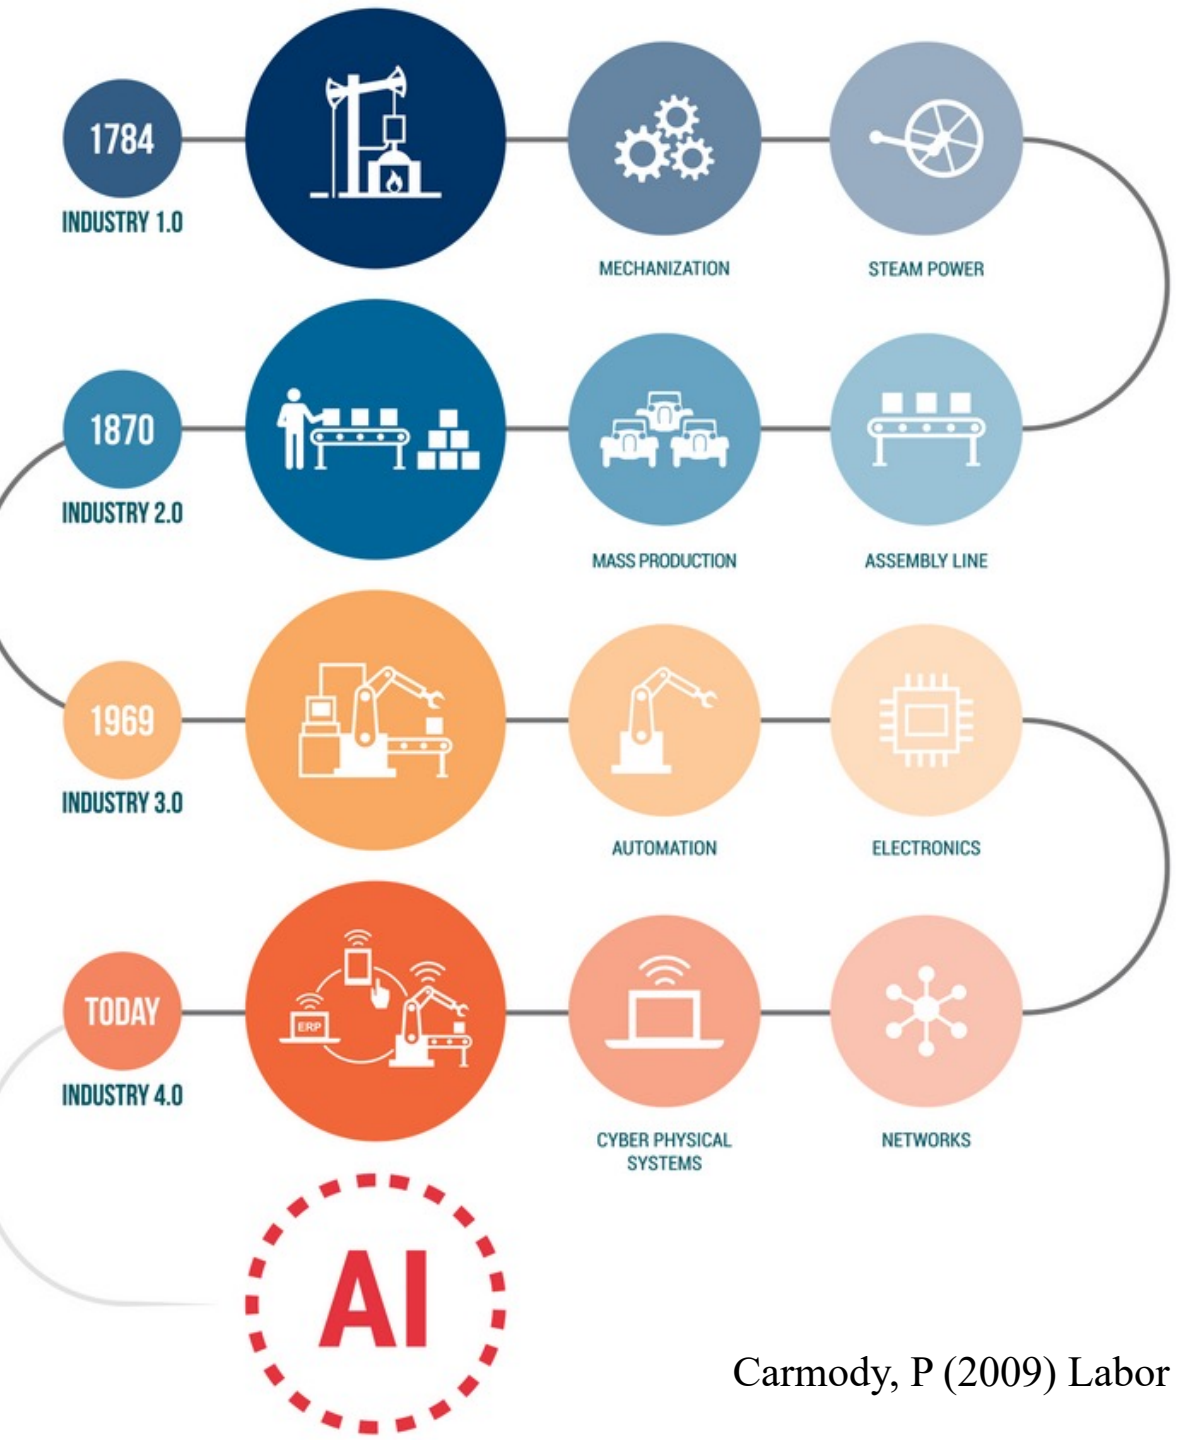 1784
INDUSTRY 1.0
MECHANIZATION
STEAM POWER
1870
INDUSTRY 2.0
MASS PRODUCTION
ASSEMBLY LINE
1969
INDUSTRY 3.0
AUTOMATION
ELECTRONICS
TODAY
INDUSTRY 4.0
ERP
CYBER PHYSICAL
SYSTEMS
NETWORKS
AI
Carmody, P (2009) Labor